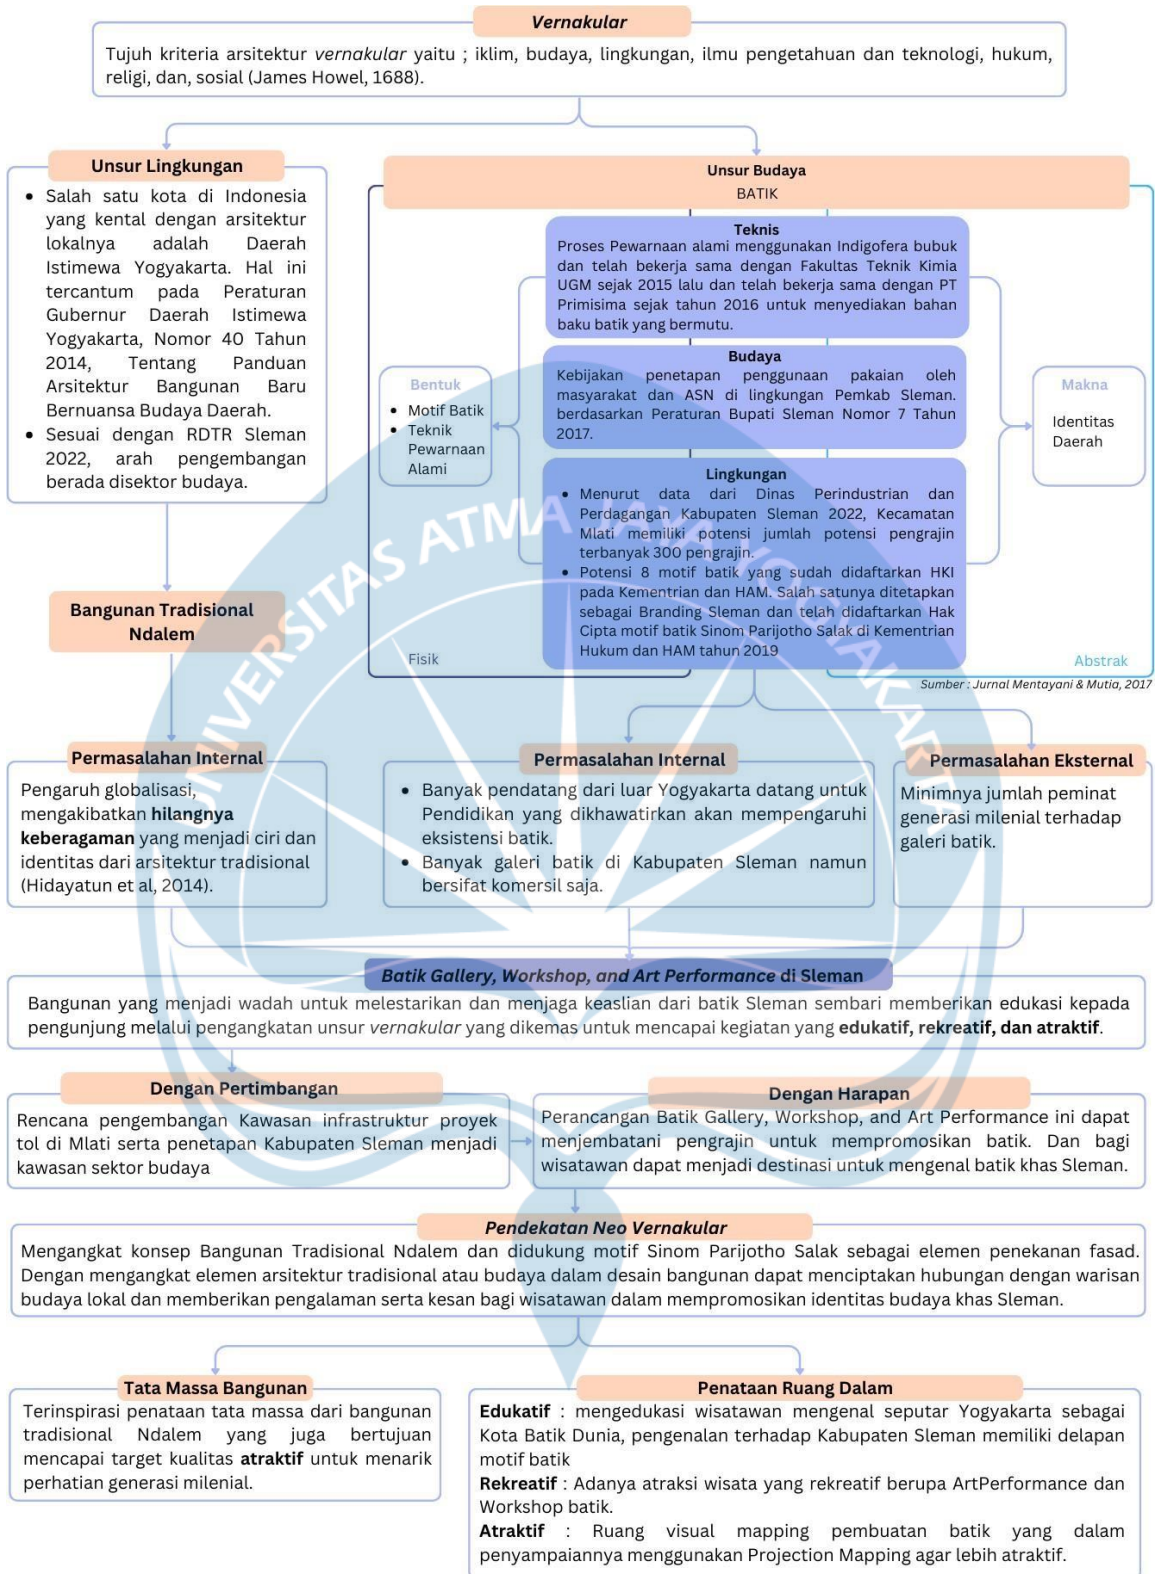 Vernakular
Tujuh kriteria arsitektur vernakular yaitu ; iklim, budaya, lingkungan, ilmu pengetahuan dan teknologi, hukum,
religi, dan, sosial (James Howel, 1688).
Unsur Lingkungan
• Salah satu kota di Indonesia
yang kental dengan arsitektur
lokalnya adalah Daerah
Istimewa Yogyakarta. Hal ini
tercantum pada Peraturan
Gubernur Daerah Istimewa
Yogyakarta, Nomor 40 Tahun
2014, Tentang Panduan
Arsitektur Bangunan Baru
Bernuansa Budaya Daerah.
• Sesuai dengan RDTR Sleman
2022, arah pengembangan
berada disektor budaya.
Bangunan Tradisional
Ndalem
Unsur Budaya
BATIK
Teknis
Proses Pewarnaan alami menggunakan Indigofera bubuk
dan telah bekerja sama dengan Fakultas Teknik Kimia
UGM sejak 2015 lalu dan telah bekerja sama dengan PT
Primisima sejak tahun 2016 untuk menyediakan bahan
baku batik yang bermutu.
Budaya
Kebijakan penetapan penggunaan pakaian oleh
masyarakat dan ASN di lingkungan Pemkab Sleman.
berdasarkan Peraturan Bupati Sleman Nomor 7 Tahun
2017.
Bentuk
• Motif Batik
• Teknik
Pewarnaan
Alami
Makna
Identitas
Daerah
Lingkungan
• Menurut data dari Dinas Perindustrian dan
Perdagangan Kabupaten Sleman 2022, Kecamatan
Mlati memiliki potensi jumlah potensi pengrajin
terbanyak 300 pengrajin.
• Potensi 8 motif batik yang sudah didaftarkan HKI
pada Kementrian dan HAM. Salah satunya ditetapkan
sebagai Branding Sleman dan telah didaftarkan Hak
Cipta motif batik Sinom Parijotho Salak di Kementrian
Hukum dan HAM tahun 2019
Fisik
Abstrak
Sumber : Jurnal Mentayani & Mutia, 2017
UNIVERSITAS ATMA JAYA YOGYAKARTA
Permasalahan Internal
Pengaruh globalisasi,
mengakibatkan hilangnya
keberagaman yang menjadi ciri dan
identitas dari arsitektur tradisional
(Hidayatun et al, 2014).
Permasalahan Internal
• Banyak pendatang dari luar Yogyakarta datang untuk
Pendidikan yang dikhawatirkan akan mempengaruhi
eksistensi batik.
• Banyak galeri batik di Kabupaten Sleman namun
bersifat komersil saja.
Permasalahan Eksternal
Minimnya jumlah peminat
generasi milenial terhadap
galeri batik.
Batik Gallery, Workshop, and Art Performance di Sleman
Bangunan yang menjadi wadah untuk melestarikan dan menjaga keaslian dari batik Sleman sembari memberikan edukasi kepada
pengunjung melalui pengangkatan unsur vernakular yang dikemas untuk mencapai kegiatan yang edukatif, rekreatif, dan atraktif.
Dengan Pertimbangan
Rencana pengembangan Kawasan infrastruktur proyek
tol di Mlati serta penetapan Kabupaten Sleman menjadi
kawasan sektor budaya
Dengan Harapan
Perancangan Batik Gallery, Workshop, and Art Performance ini dapat
menjembatani pengrajin untuk mempromosikan batik. Dan bagi
wisatawan dapat menjadi destinasi untuk mengenal batik khas Sleman.
Pendekatan Neo Vernakular
Mengangkat konsep Bangunan Tradisional Ndalem dan didukung motif Sinom Parijotho Salak sebagai elemen penekanan fasad.
Dengan mengangkat elemen arsitektur tradisional atau budaya dalam desain bangunan dapat menciptakan hubungan dengan warisan
budaya lokal dan memberikan pengalaman serta kesan bagi wisatawan dalam mempromosikan identitas budaya khas Sleman.
Tata Massa Bangunan
Terinspirasi penataan tata massa dari bangunan
tradisional Ndalem yang juga bertujuan
mencapai target kualitas atraktif untuk menarik
perhatian generasi milenial.
Penataan Ruang Dalam
Edukatif : mengedukasi wisatawan mengenal seputar Yogyakarta sebagai
Kota Batik Dunia, pengenalan terhadap Kabupaten Sleman memiliki delapan
motif batik
Rekreatif : Adanya atraksi wisata yang rekreatif berupa ArtPerformance dan
Workshop batik.
Atraktif : Ruang visual mapping pembuatan batik yang dalam
penyampaiannya menggunakan Projection Mapping agar lebih atraktif.